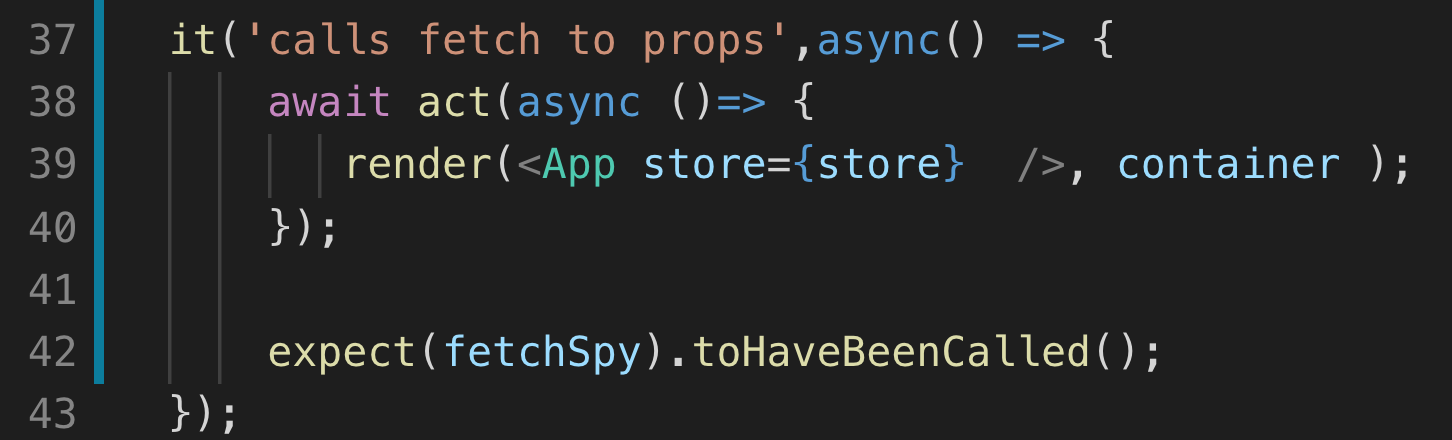 37 it('calls fetch to props',async() => {
38 await act(async ()=> {
39 render(<App store={store}  />, container );
40 });
41
42 expect(fetchSpy).toHaveBeenCalled();
43 });